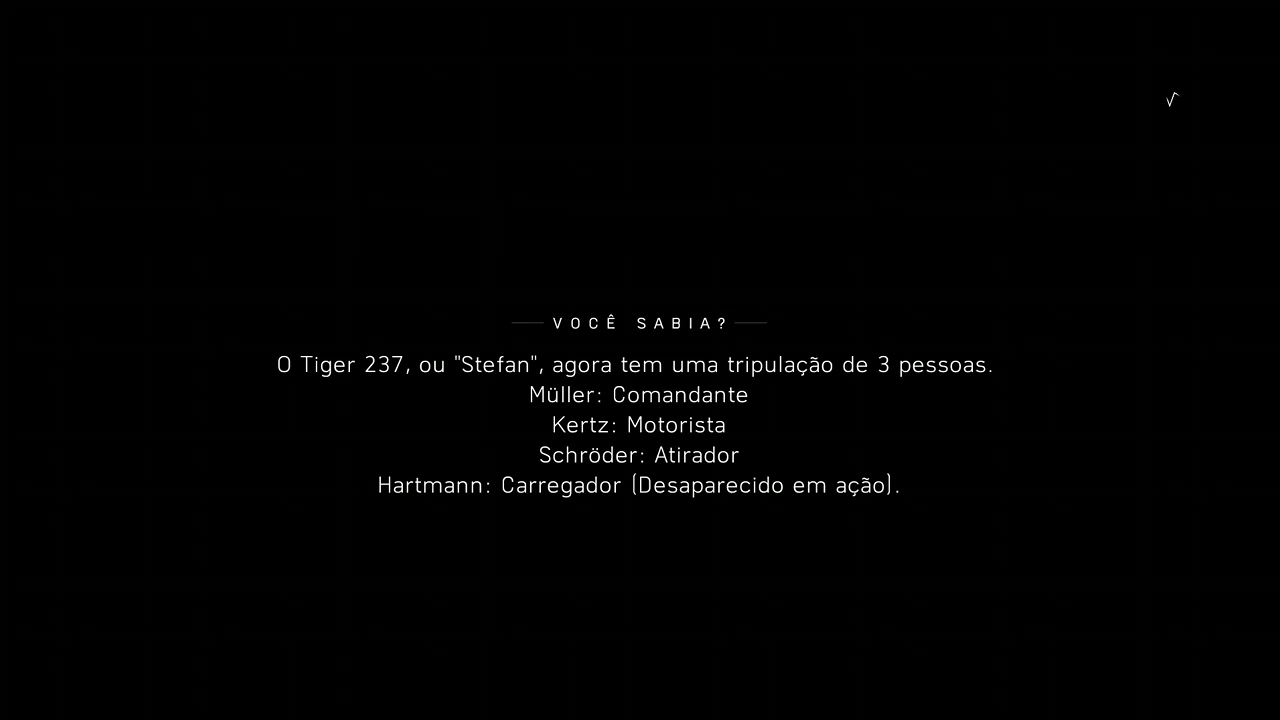 VOCÊ SABIA?
O Tiger 237, ou "Stefan", agora tem uma tripulação de 3 pessoas.
Müller: Comandante
Kertz: Motorista
Schröder: Atirador
Hartmann: Carregador (Desaparecido em ação).